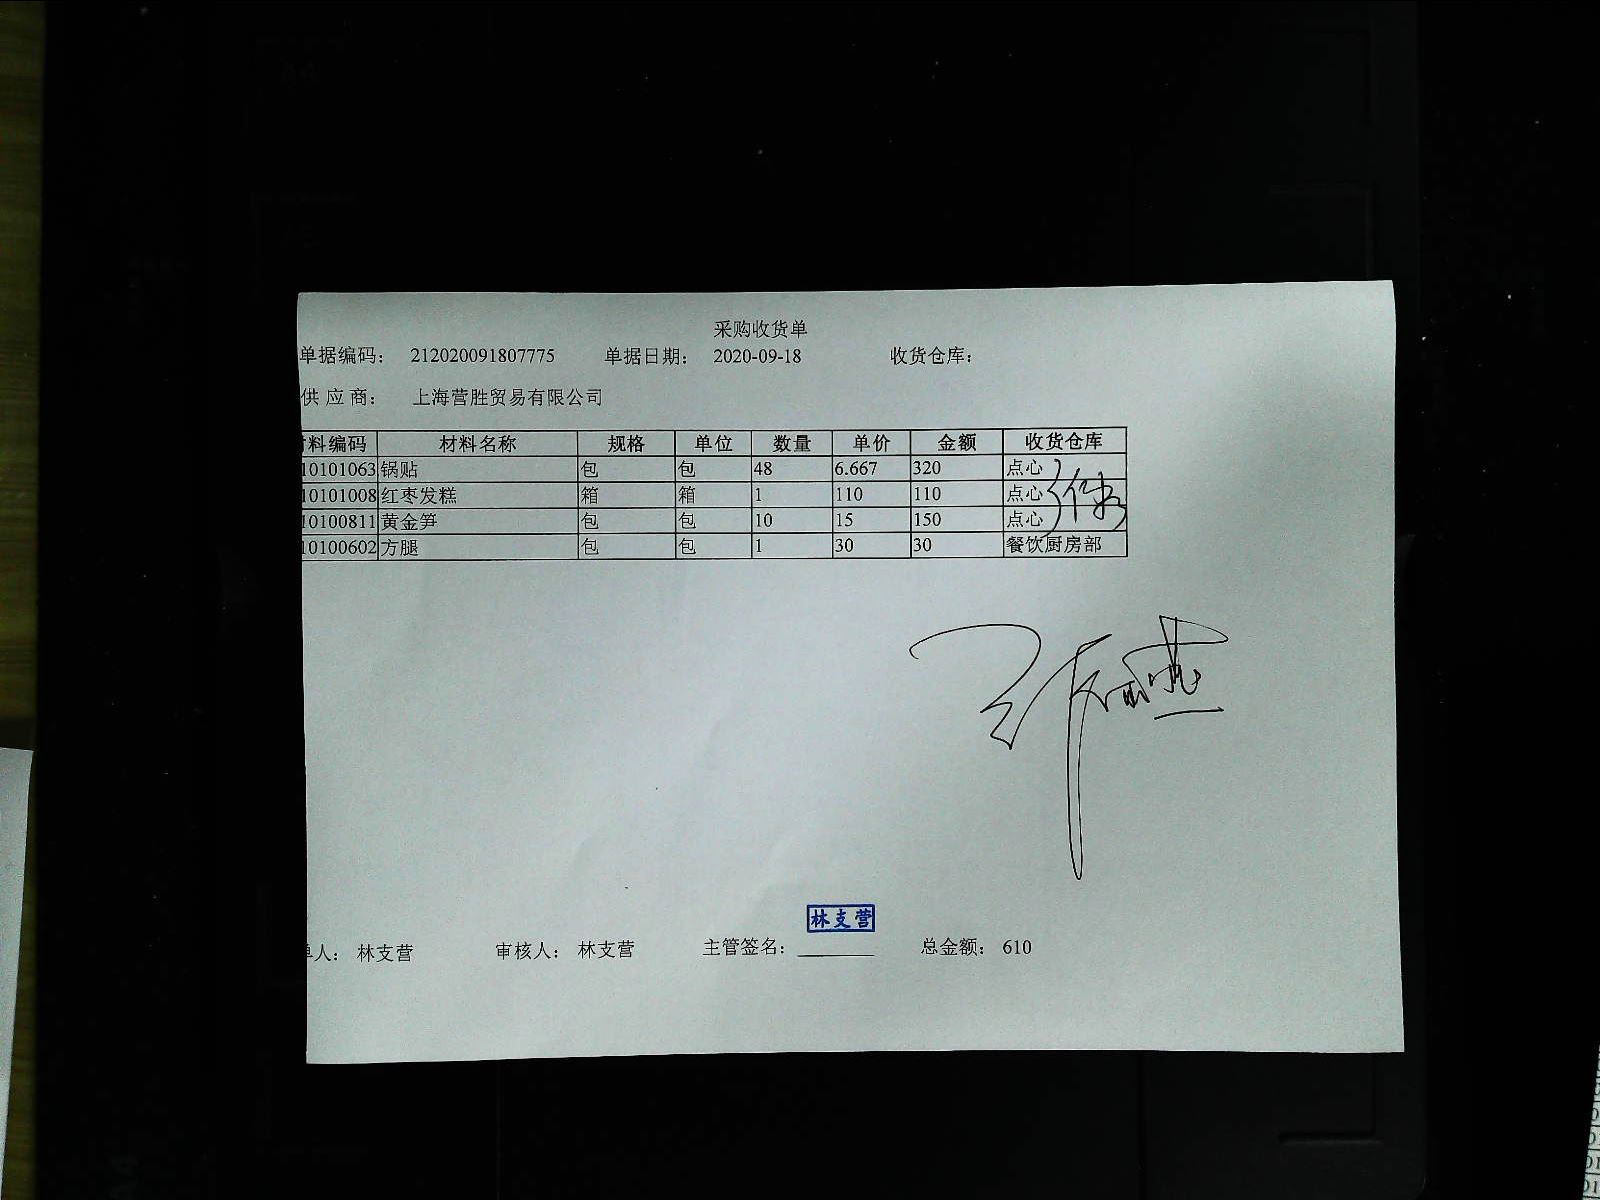 采购收货单
单据编码： 212020091807775 单据日期： 2020-09-18 收货仓库：
供 应 商： 上海营胜贸易有限公司
料编码 材料名称 规格 单位 数量 单价 金额 收货仓库
10101063 锅贴 包 包 48 6.667 320 点心
10101008 红枣发糕 箱 箱 1 110 110 点心
10100811 黄金笋 包 包 10 15 150 点心
10100602 方腿 包 包 1 30 30 餐饮厨房部
林支营
单人： 林支营 审核人： 林支营 主管签名： 总金额： 610